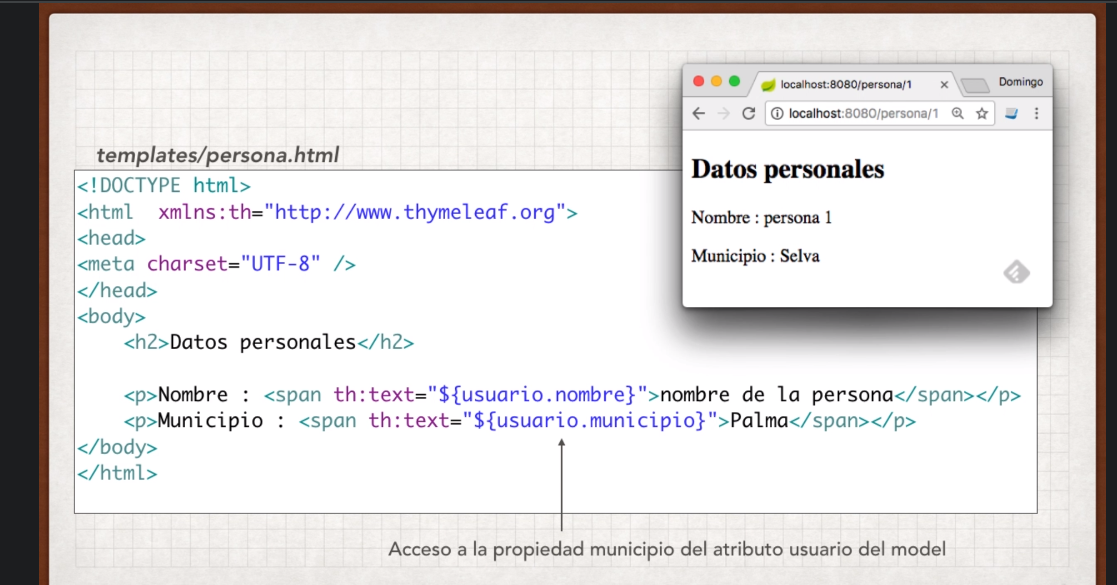 localhost:8080/persona/1
Domingo
localhost:8080/persona/1
Datos personales
Nombre : persona 1
Municipio : Selva
templates/persona.html
<!DOCTYPE html>
<html  xmlns:th="http://www.thymeleaf.org">
<head>
<meta charset="UTF-8" />
</head>
<body>
    <h2>Datos personales</h2>
    <p>Nombre : <span th:text="${usuario.nombre}">nombre de la persona</span></p>
    <p>Municipio : <span th:text="${usuario.municipio}">Palma</span></p>
</body>
</html>
Acceso a la propiedad municipio del atributo usuario del model